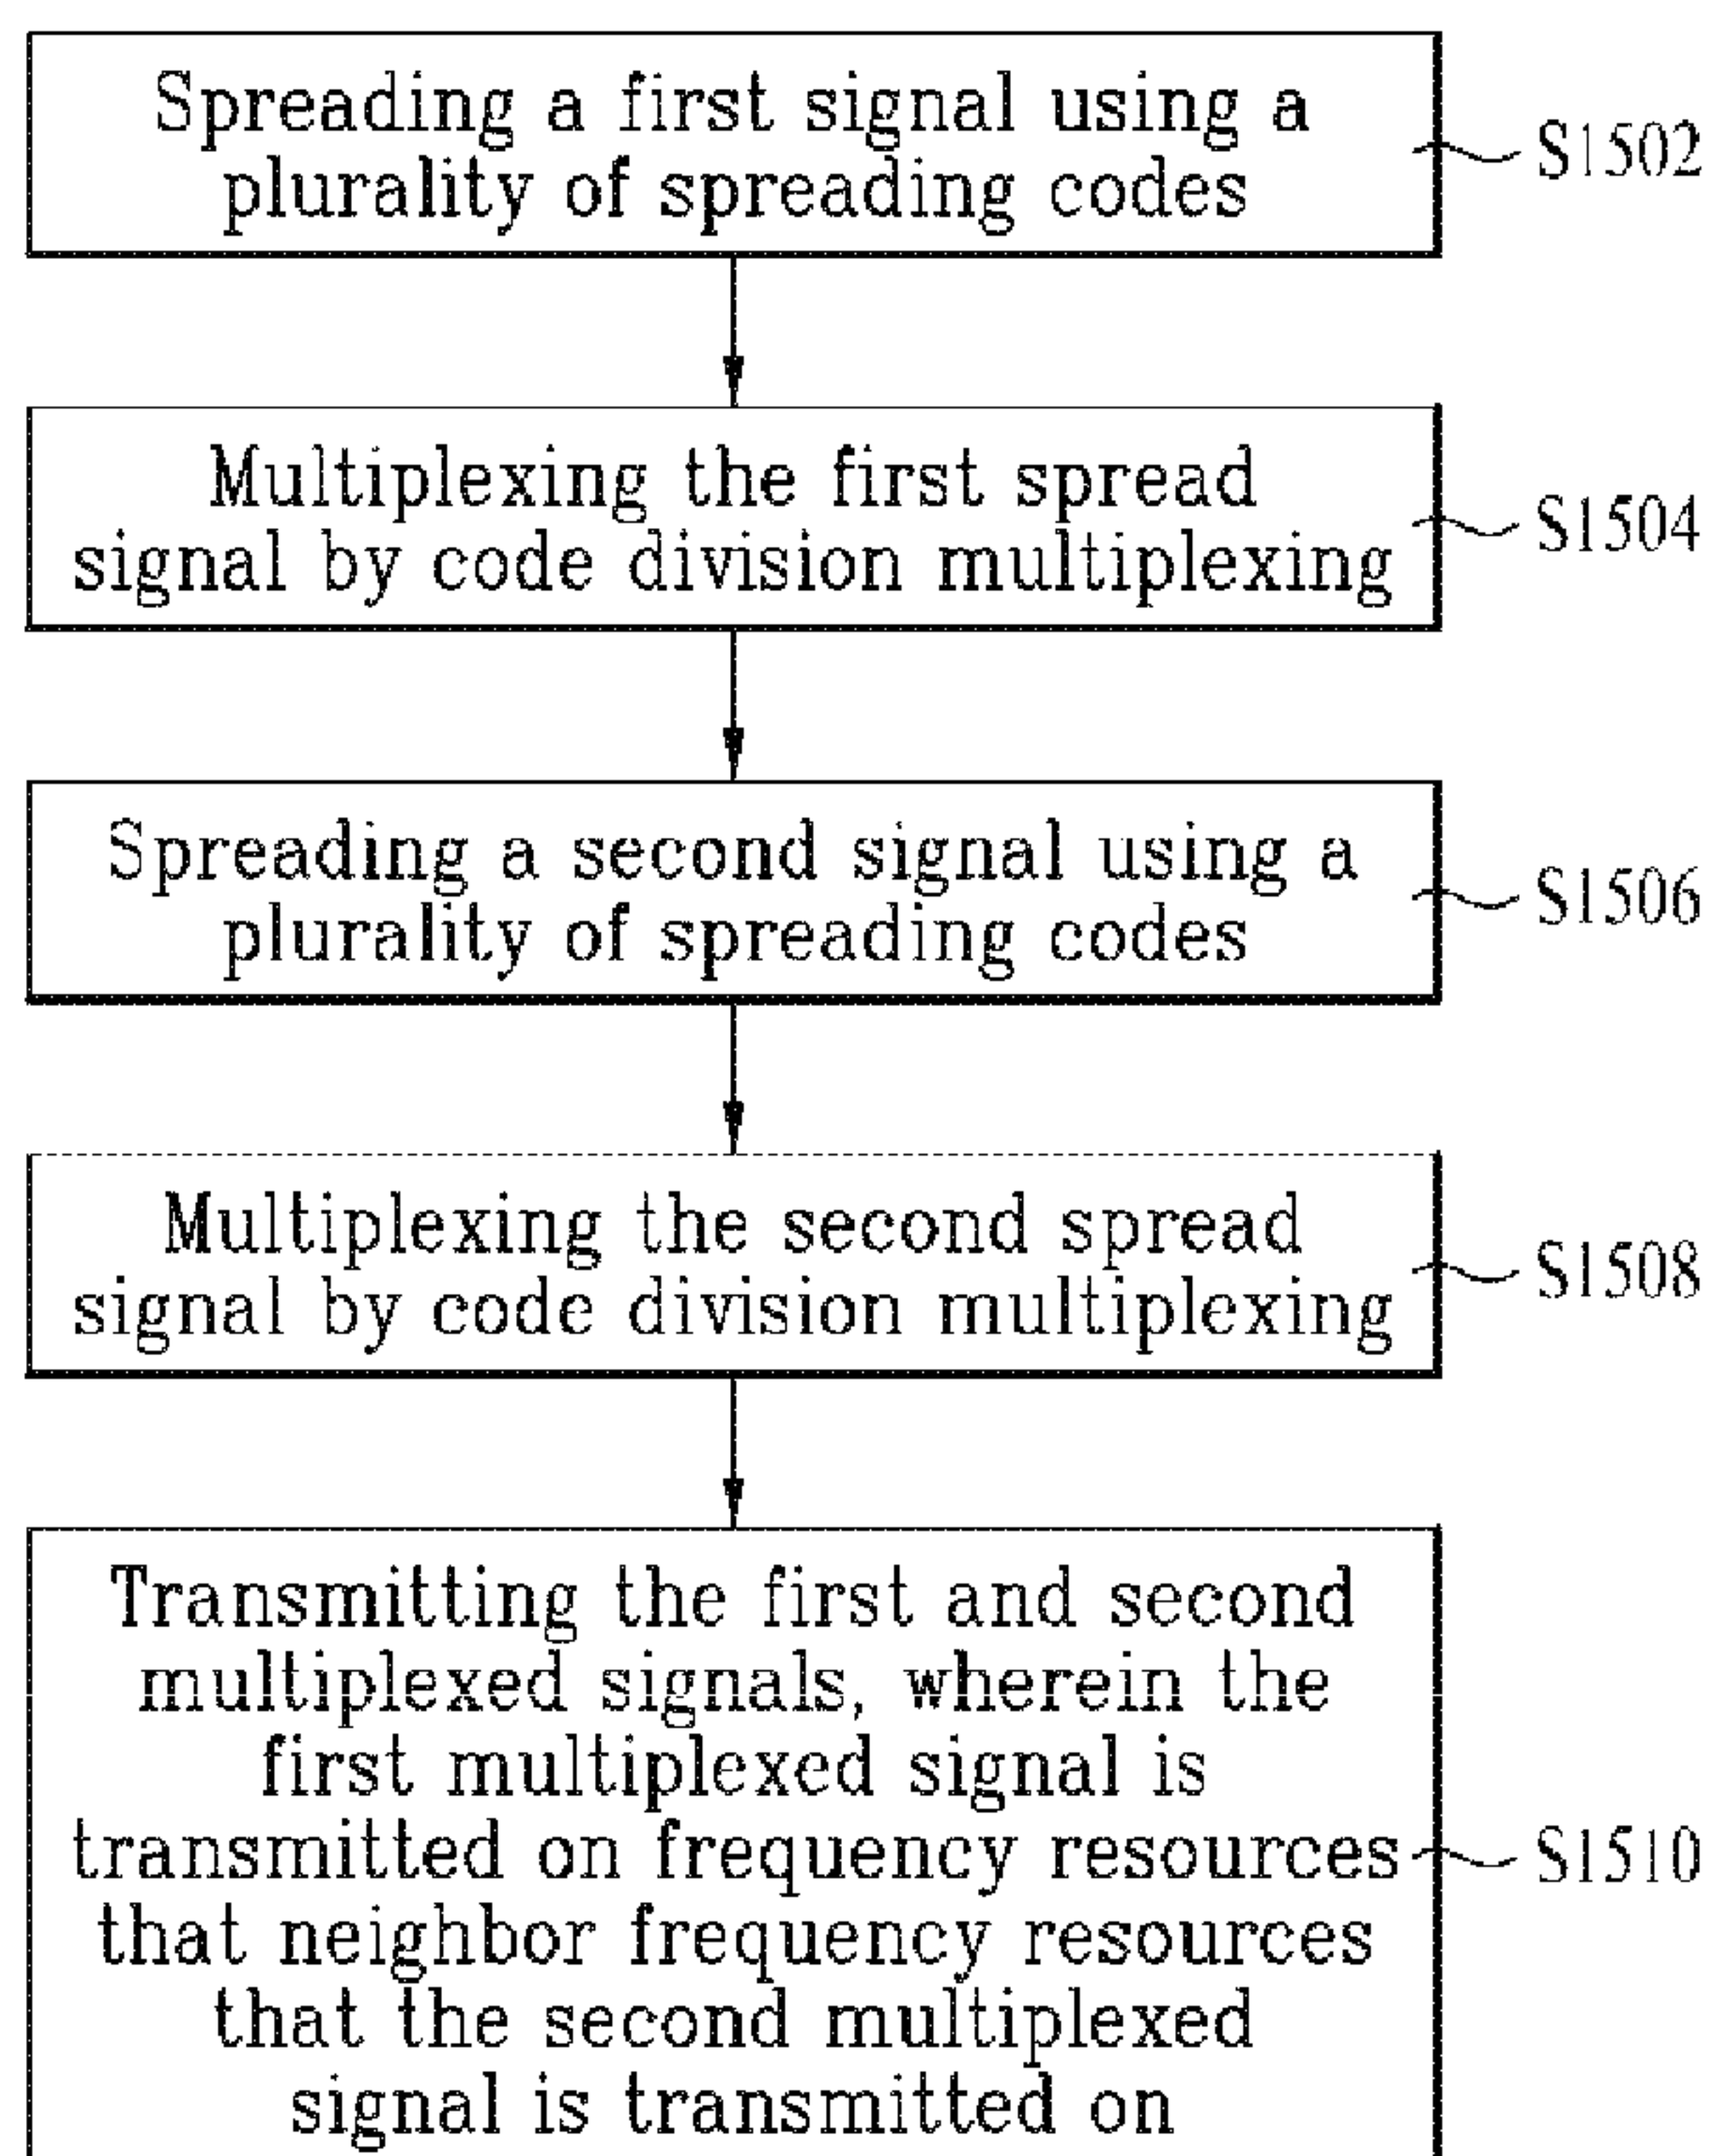 Spreading a first signal using a
plurality of spreading codes
S1502
Multiplexing the first spread
signal by code division multiplexing
S1504
Spreading a second signal using a
plurality of spreading codes
S1506
Multiplexing the second spread
signal by code division multiplexing
S1508
Transmitting the first and second
multiplexed signals, wherein the
first multiplexed signal is
transmitted on frequency resources
that neighbor frequency resources
that the second multiplexed
signal is transmitted on
S1510